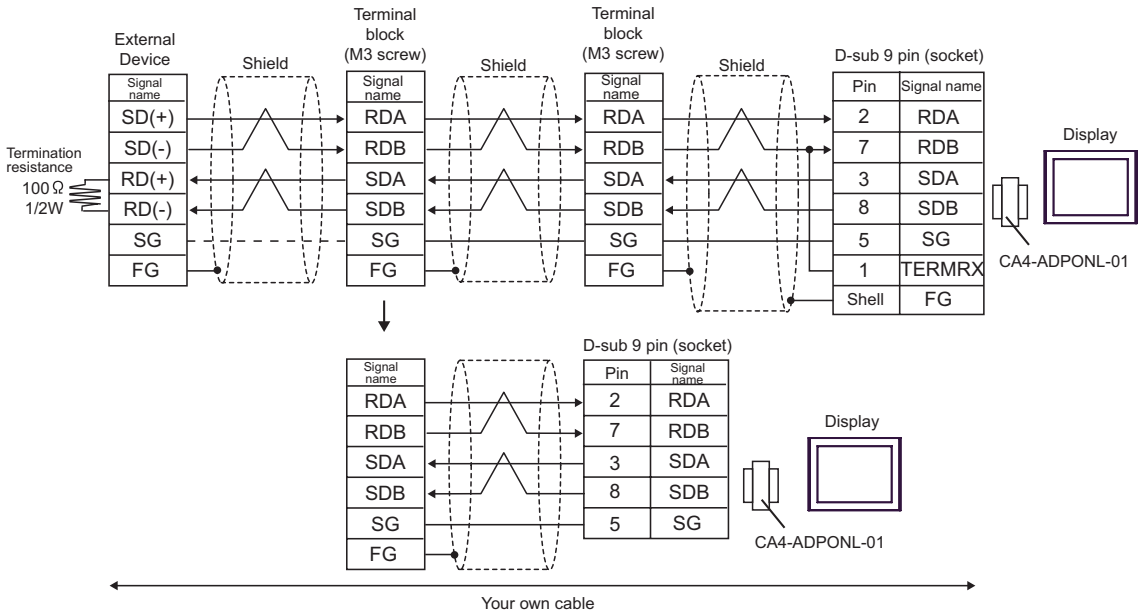 External
Device
Signal
name
SD(+)
SD(-)
RD(+)
RD(-)
SG
FG
Termination
resistance
100 Ω
1/2W
Shield
Terminal
block
(M3 screw)
Signal
name
RDA
RDB
SDA
SDB
SG
FG
Shield
Terminal
block
(M3 screw)
Signal
name
RDA
RDB
SDA
SDB
SG
FG
Shield
D-sub 9 pin (socket)
Pin Signal name
2 RDA
7 RDB
3 SDA
8 SDB
5 SG
1 TERMRX
Shell FG
Display
CA4-ADPONL-01
Signal
name
RDA
RDB
SDA
SDB
SG
FG
D-sub 9 pin (socket)
Pin Signal
name
2 RDA
7 RDB
3 SDA
8 SDB
5 SG
Display
CA4-ADPONL-01
Your own cable